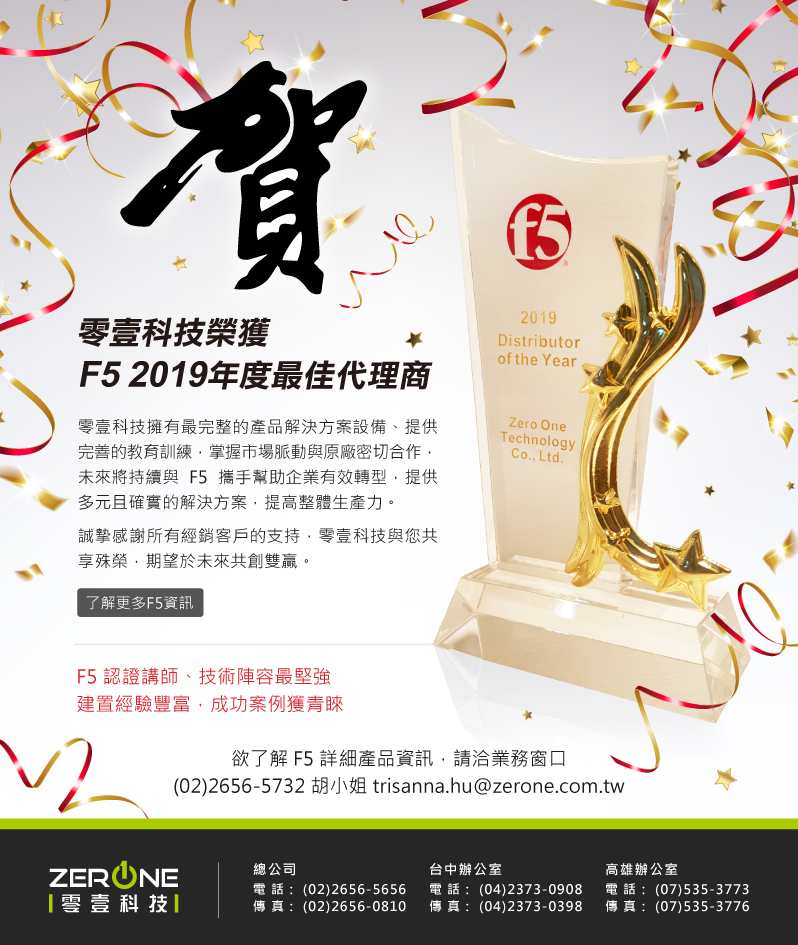 賀
零壹科技榮獲
F5 2019年度最佳代理商
零壹科技擁有最完整的產品解決方案設備、提供
完善的教育訓練，掌握市場脈動與原廠密切合作，
未來將持續與 F5 攜手幫助企業有效轉型，提供
多元且確實的解決方案，提高整體生產力。
誠摯感謝所有經銷客戶的支持，零壹科技與您共
享殊榮，期望於未來共創雙贏。
了解更多F5資訊
F5 認證講師、技術陣容最堅強
建置經驗豐富，成功案例獲青睞
f5
2019
Distributor
of the Year
Zero One
Technology
Co., Ltd.
欲了解 F5 詳細產品資訊，請洽業務窗口
(02)2656-5732 胡小姐 trisanna.hu@zerone.com.tw
ZERONE
零壹科技
總公司
電話： (02)2656-5656
傳真： (02)2656-0810
台中辦公室
電話： (04)2373-0908
傳真： (04)2373-0398
高雄辦公室
電話： (07)535-3773
傳真： (07)535-3776